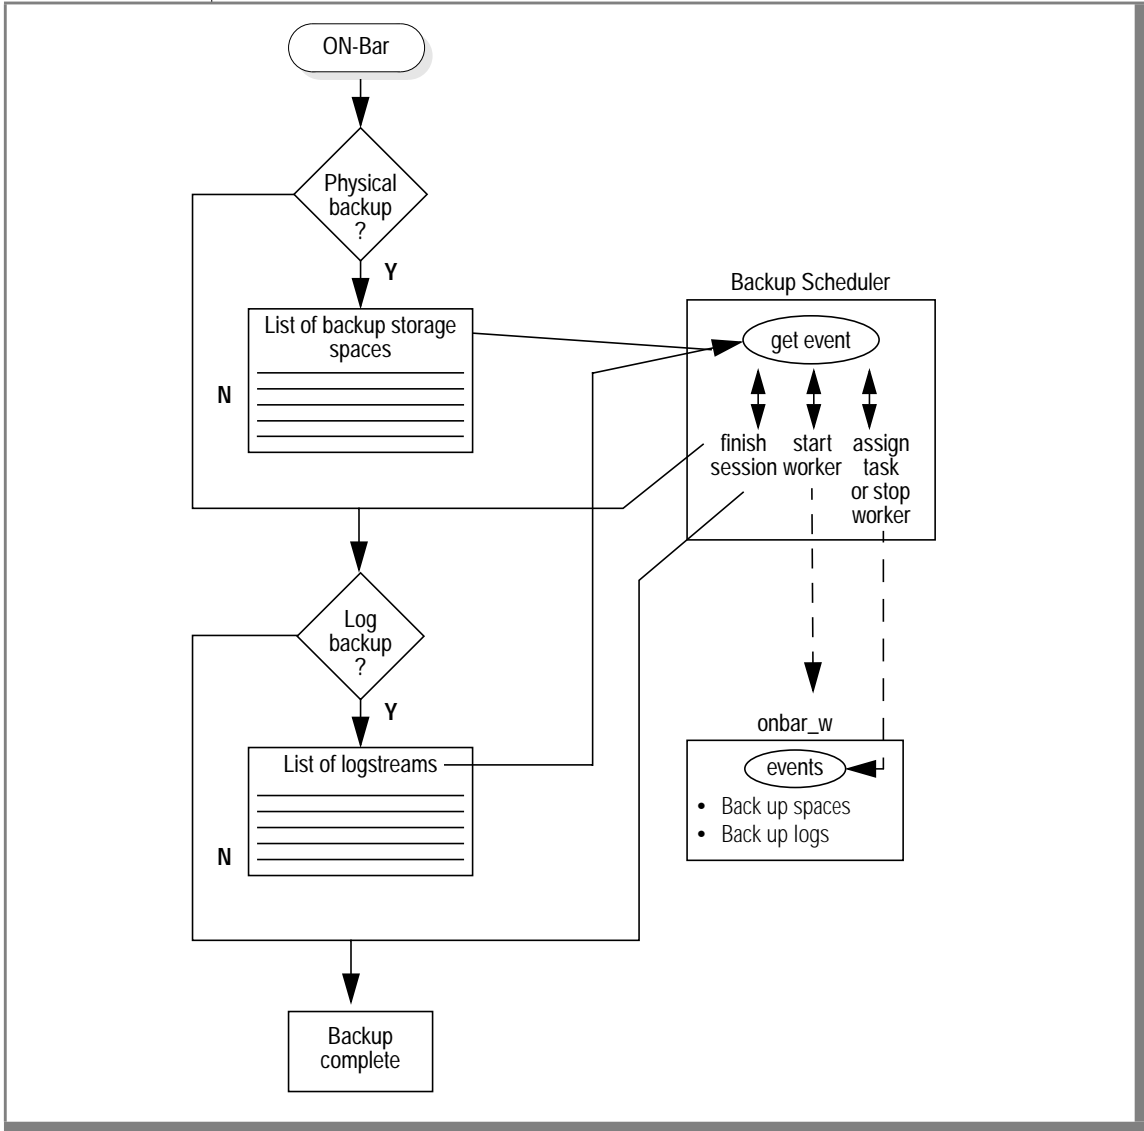 ON-Bar
Physical
backup
?
Y
List of backup storage
spaces
N
Backup Scheduler
get event
finish
session
start
worker
assign
task
or stop
worker
Log
backup
?
Y
List of logstreams
N
onbar_w
events
• Back up spaces
• Back up logs
Backup
complete